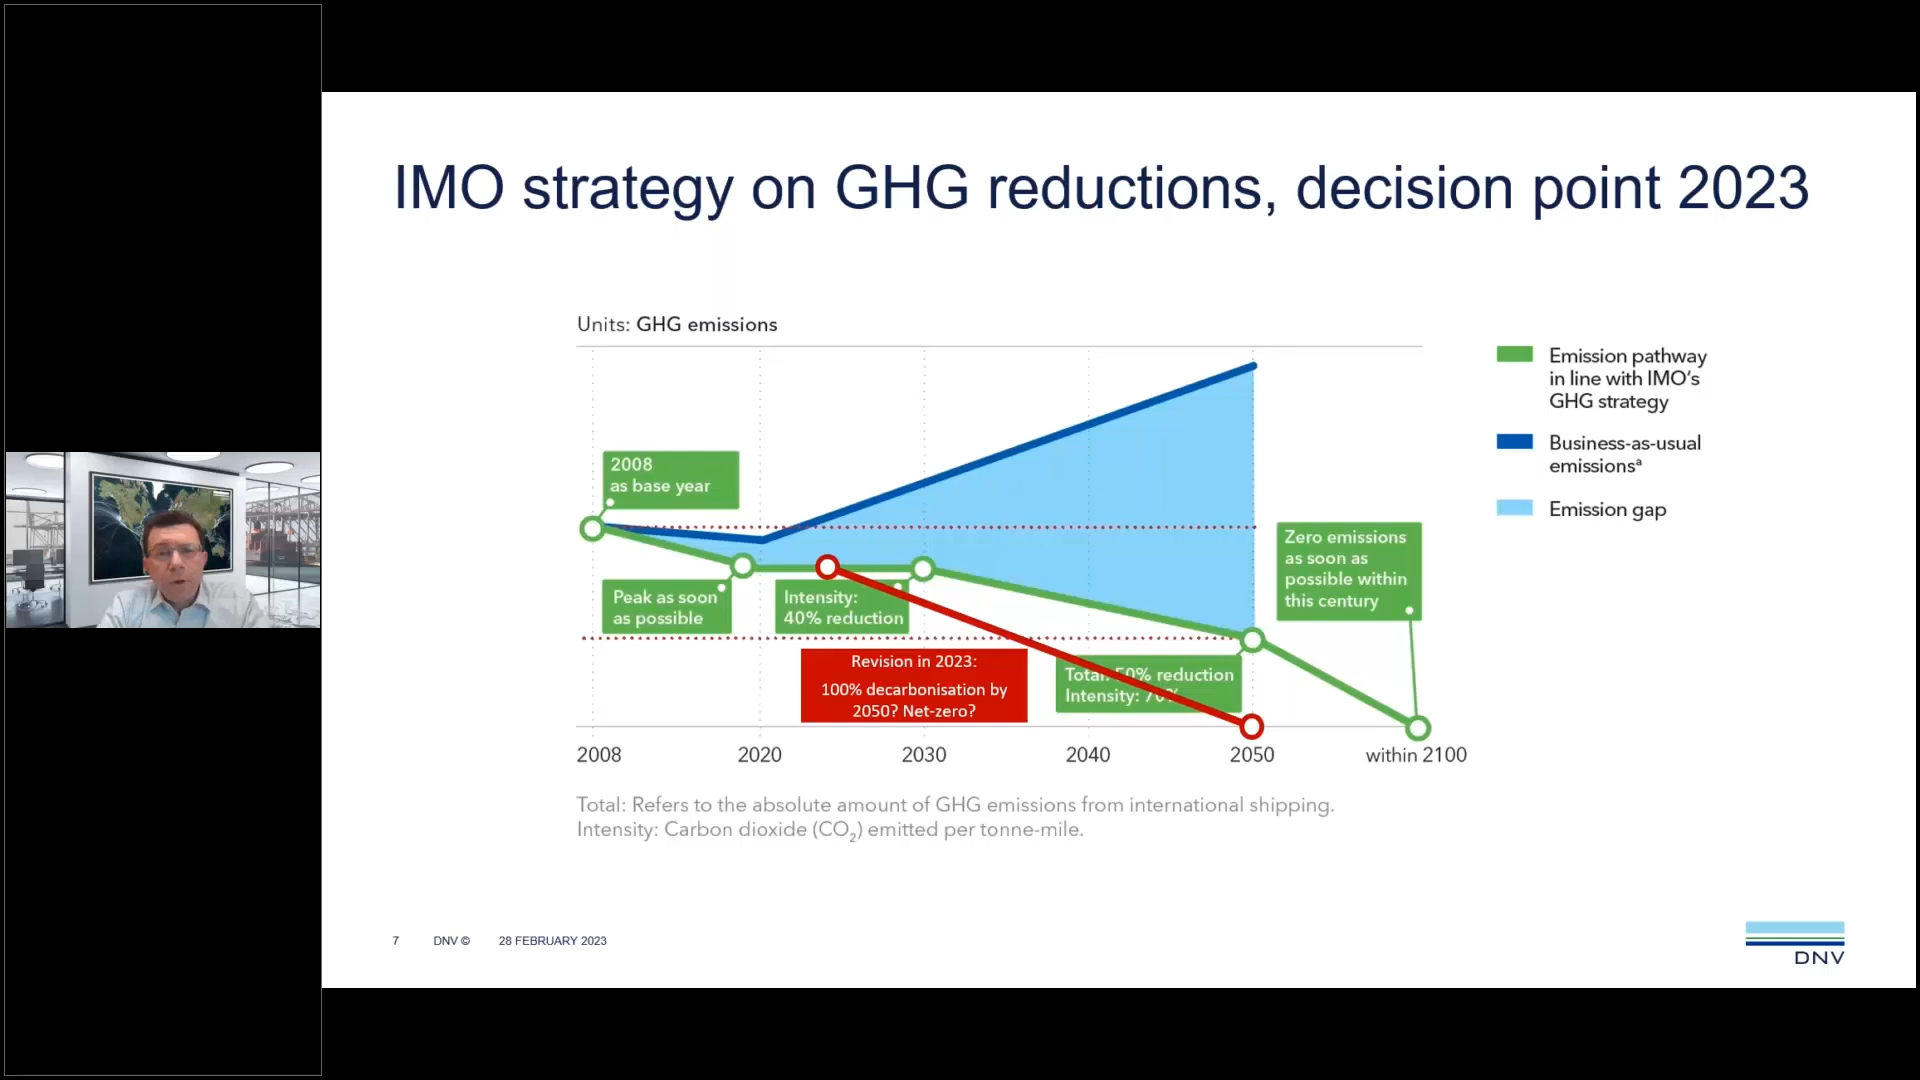 IMO strategy on GHG reductions, decision point 2023
Units: GHG emissions
2008
as base year
Peak as soon
as possible
Intensity:
40% reduction
Revision in 2023:
100% decarbonisation by
2050? Net-zero?
Total: 50% reduction
Intensity: 70%
Zero emissions
as soon as
possible within
this century
Emission pathway
in line with IMO's
GHG strategy
Business-as-usual
emissionsª
Emission gap
2008
2020
2030
2040
2050
within 2100
Total: Refers to the absolute amount of GHG emissions from international shipping.
Intensity: Carbon dioxide (CO₂) emitted per tonne-mile.
7
DNV ©
28 FEBRUARY 2023
DNV